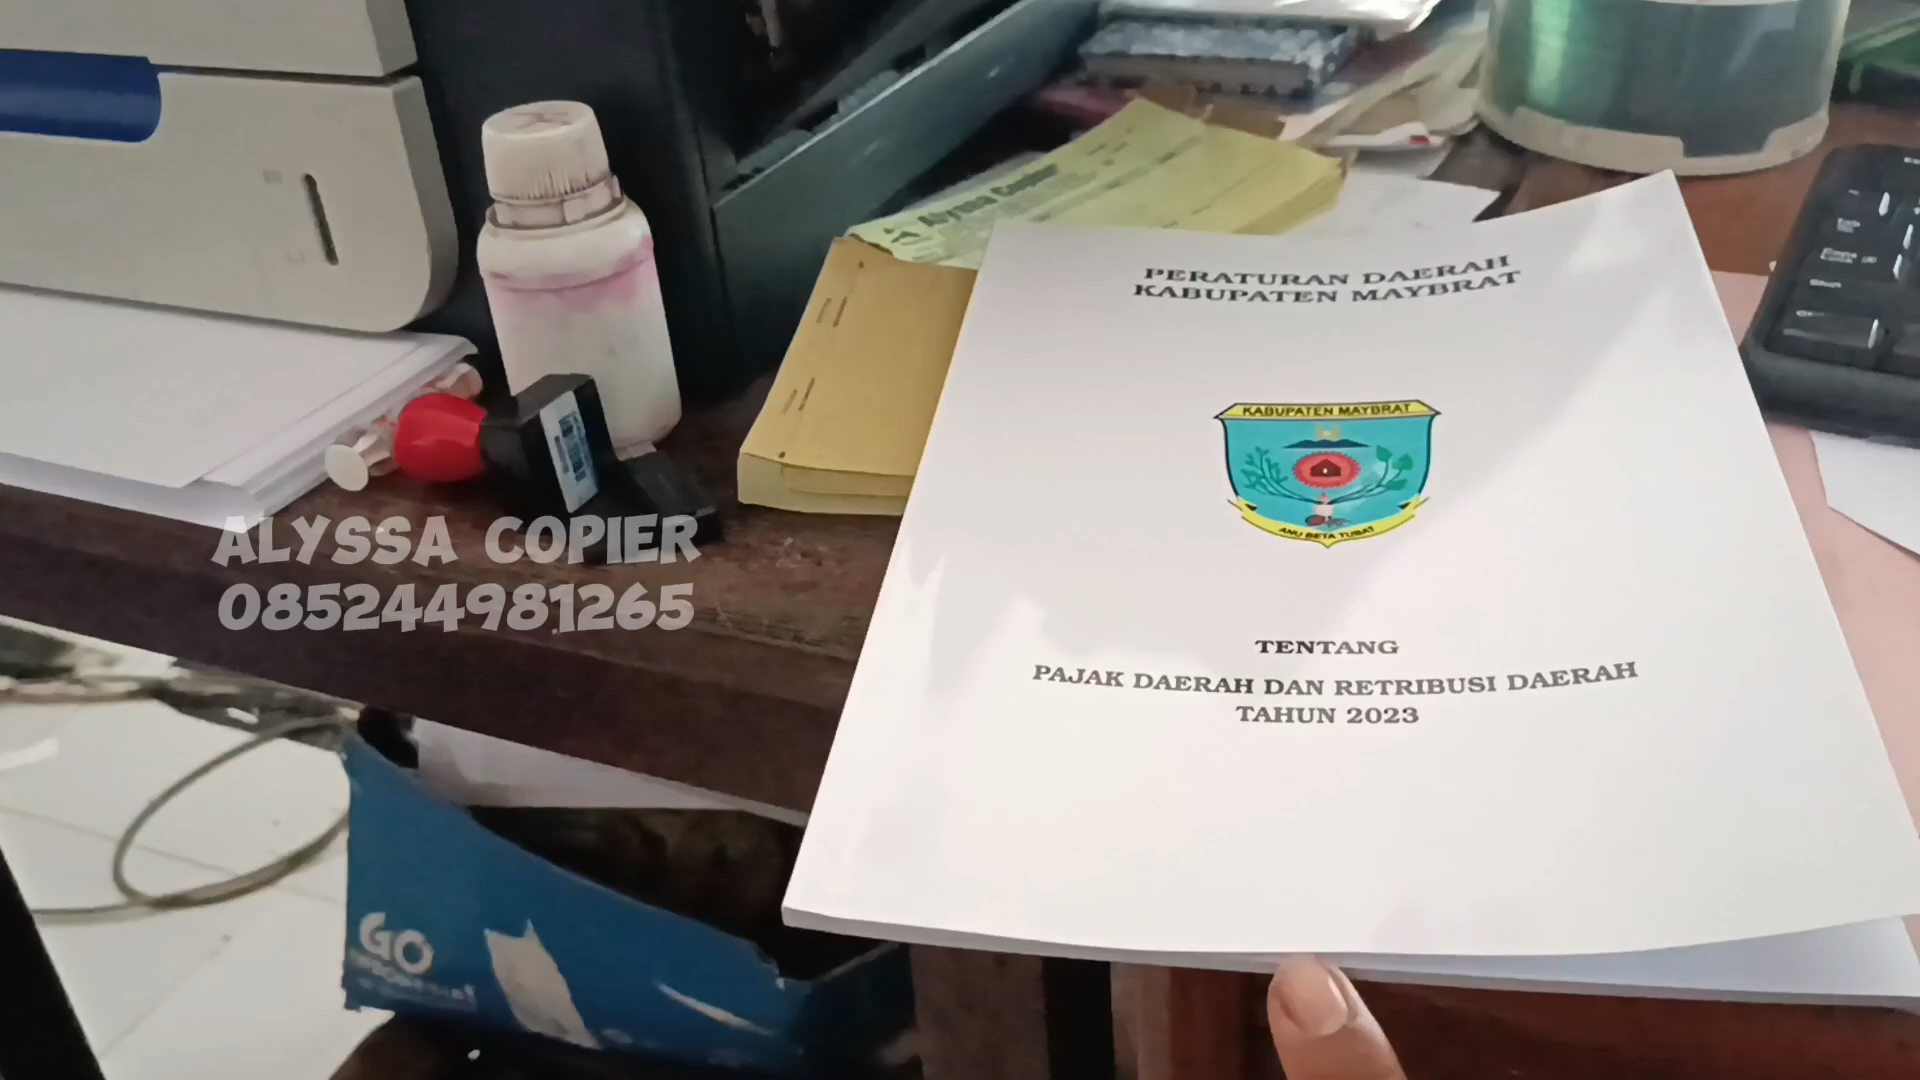 Alyssa Copier
PERATURAN DAERAH
KABUPATEN MAYBRAT
KABUPATEN MAYBRAT
ANU BETA TUBAT
TENTANG
PAJAK DAERAH DAN RETRIBUSI DAERAH
TAHUN 2023
ALYSSA COPIER
085244981265
GO